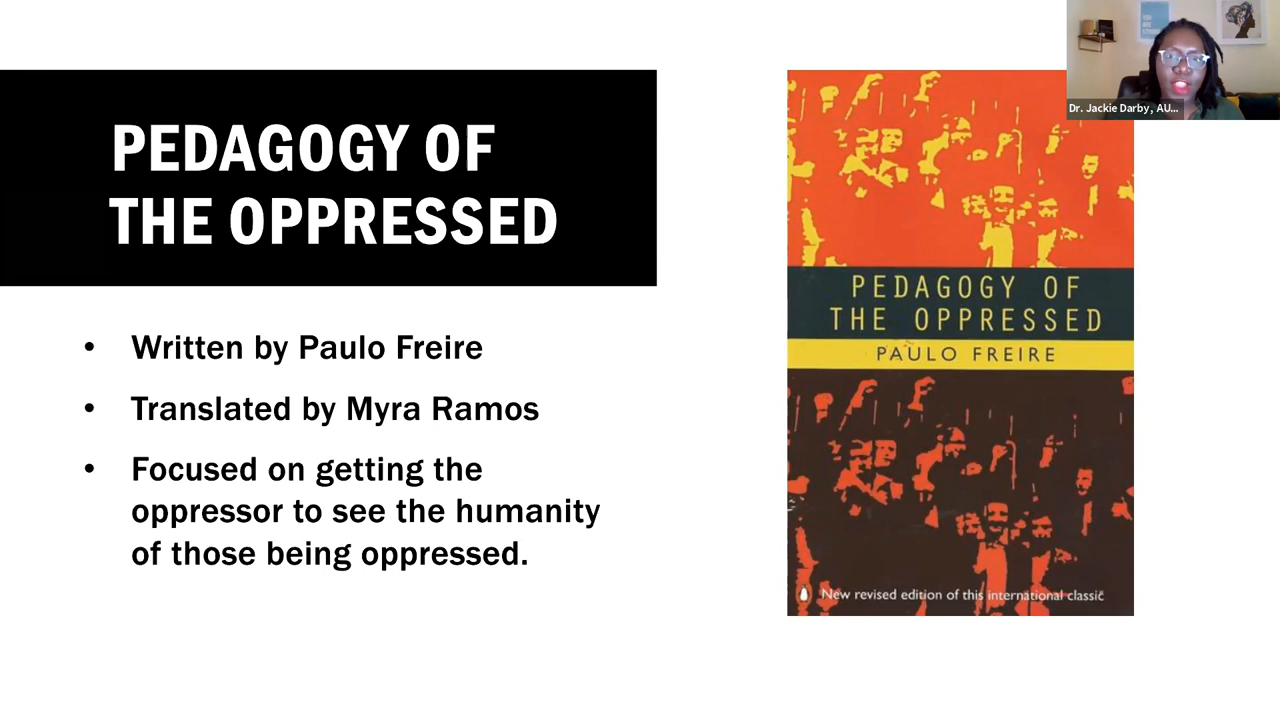 PEDAGOGY OF
THE OPPRESSED
• Written by Paulo Freire
• Translated by Myra Ramos
• Focused on getting the
oppressor to see the humanity
of those being oppressed.
PEDAGOGY OF
THE OPPRESSED
PAULO FREIRE
New revised edition of this international classic
Dr. Jackie Darby, AU...
YOU
ARE